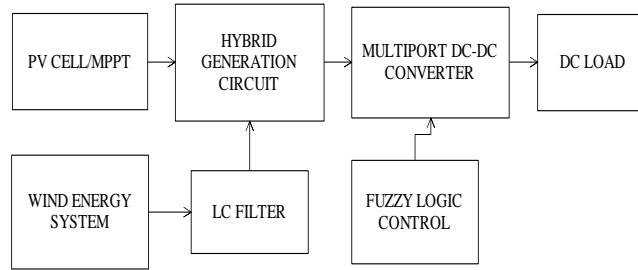 PV CELL/MPPT
HYBRID
GENERATION
CIRCUIT
MULTIPORT DC-DC
CONVERTER
DC LOAD
WIND ENERGY
SYSTEM
LC FILTER
FUZZY LOGIC
CONTROL